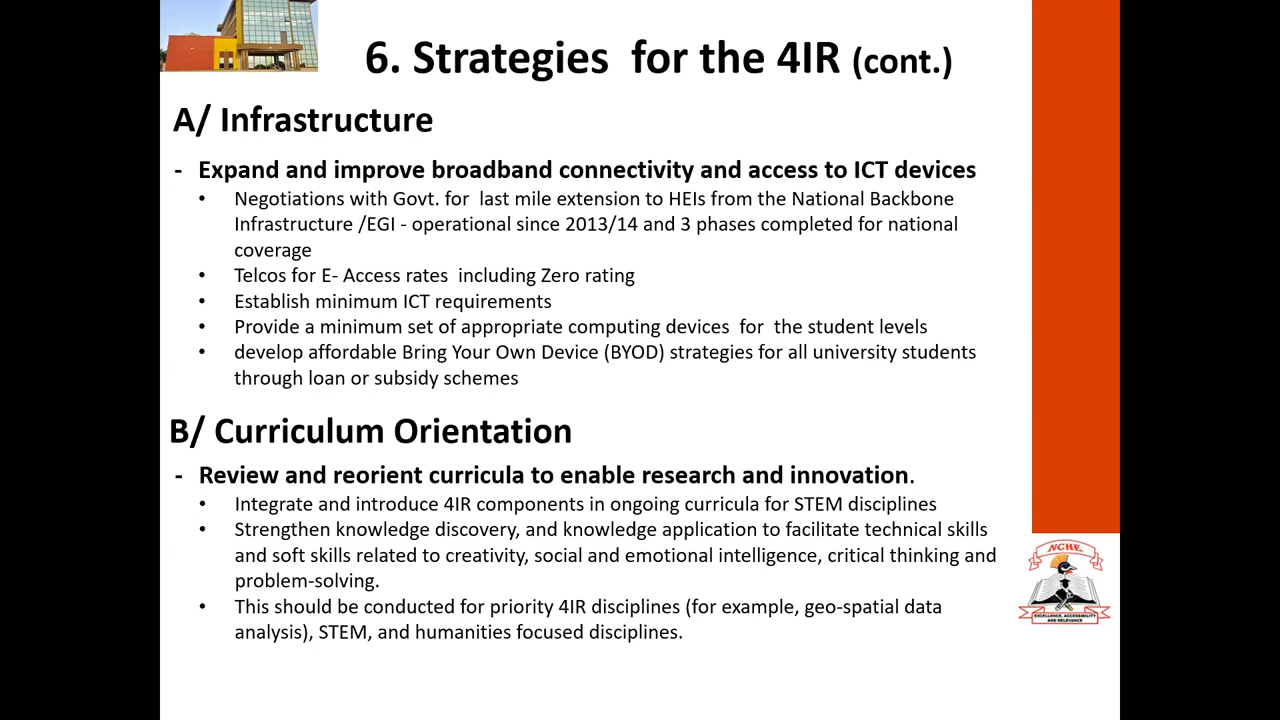 6. Strategies  for the 4IR (cont.)
A/ Infrastructure
- Expand and improve broadband connectivity and access to ICT devices
• Negotiations with Govt. for  last mile extension to HEIs from the National Backbone
Infrastructure /EGI - operational since 2013/14 and 3 phases completed for national
coverage
• Telcos for E- Access rates  including Zero rating
• Establish minimum ICT requirements
• Provide a minimum set of appropriate computing devices  for  the student levels
• develop affordable Bring Your Own Device (BYOD) strategies for all university students
through loan or subsidy schemes
B/ Curriculum Orientation
- Review and reorient curricula to enable research and innovation.
• Integrate and introduce 4IR components in ongoing curricula for STEM disciplines
• Strengthen knowledge discovery, and knowledge application to facilitate technical skills
and soft skills related to creativity, social and emotional intelligence, critical thinking and
problem-solving.
• This should be conducted for priority 4IR disciplines (for example, geo-spatial data
analysis), STEM, and humanities focused disciplines.
NCHE
EXCELLENCE, ACCESSIBILITY
AND RELEVANCE